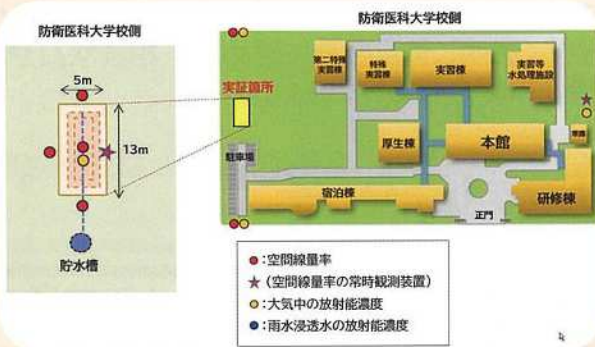 防衛医科大学校側
5m
13m
貯水槽
防衛医科大学校側
実証箇所
第二特殊
実習棟
特殊
実習棟
実習棟
実習等
水処理施設
厚生棟
本館
車庫
駐車場
宿泊棟
正門
研修棟
:空間線量率
(空間線量率の常時観測装置)
:大気中の放射能濃度
:雨水浸透水の放射能濃度